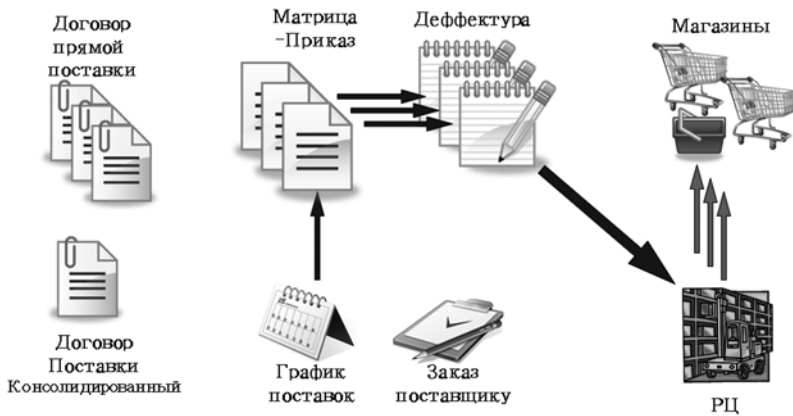 Договор
прямой
поставки
Матрица
-Приказ
Деффектура
Магазины
Договор
Поставки
Консолидированный
График
поставок
Заказ
поставщику
РЦ